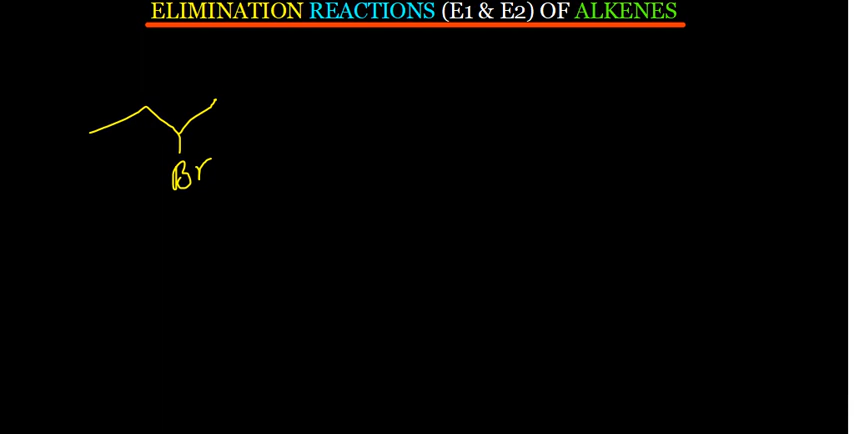 ELIMINATION REACTIONS (E1 & E2) OF ALKENES
Br